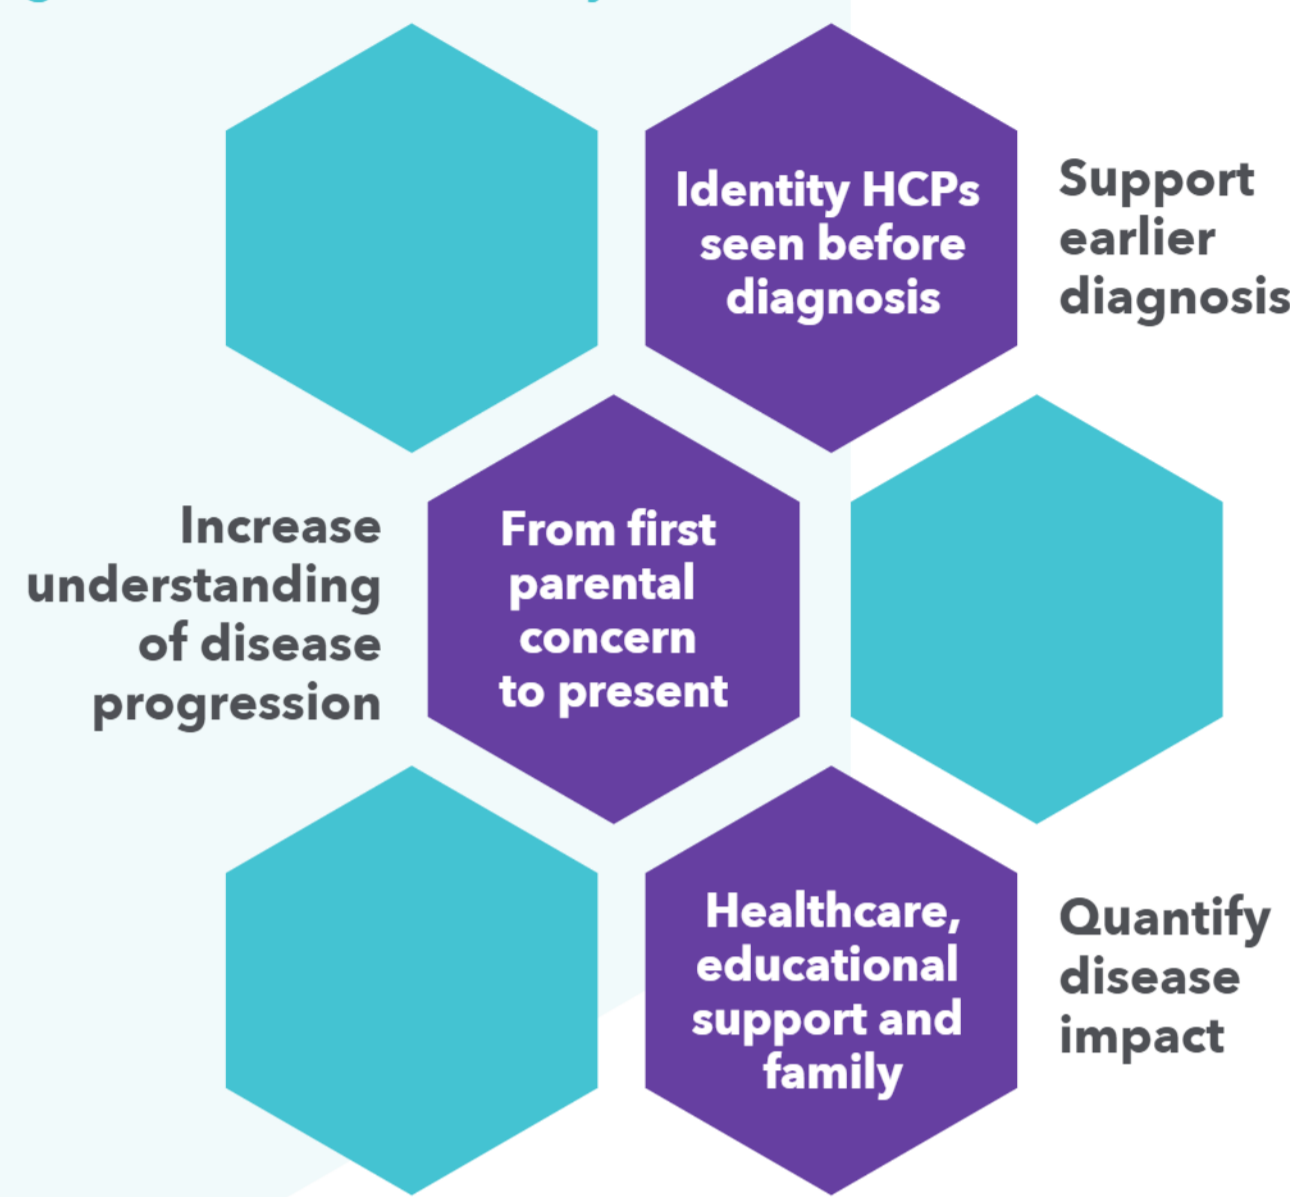 Identity HCPs
seen before
diagnosis
Support
earlier
diagnosis
Increase
understanding
of disease
progression
From first
parental
concern
to present
Healthcare,
educational
support and
family
Quantify
disease
impact